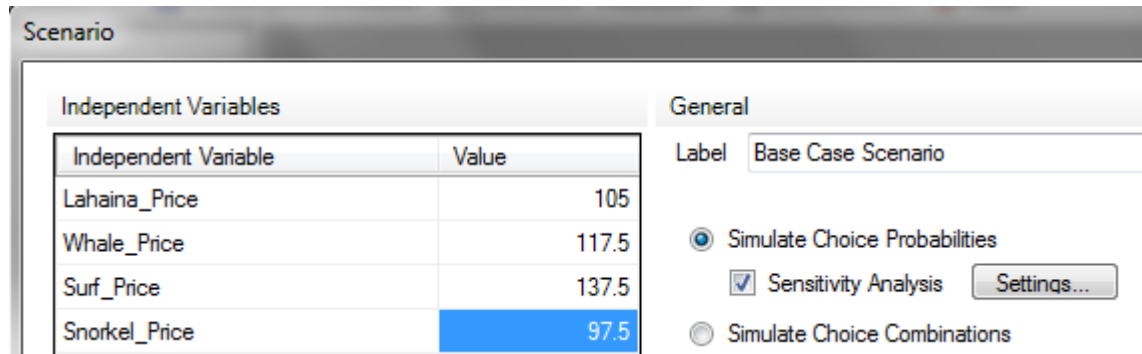 Scenario
Independent Variables
Independent Variable Value
Lahaina_Price 105
Whale_Price 117.5
Surf_Price 137.5
Snorkel_Price 97.5
General
Label Base Case Scenario
Simulate Choice Probabilities
Sensitivity Analysis Settings...
Simulate Choice Combinations